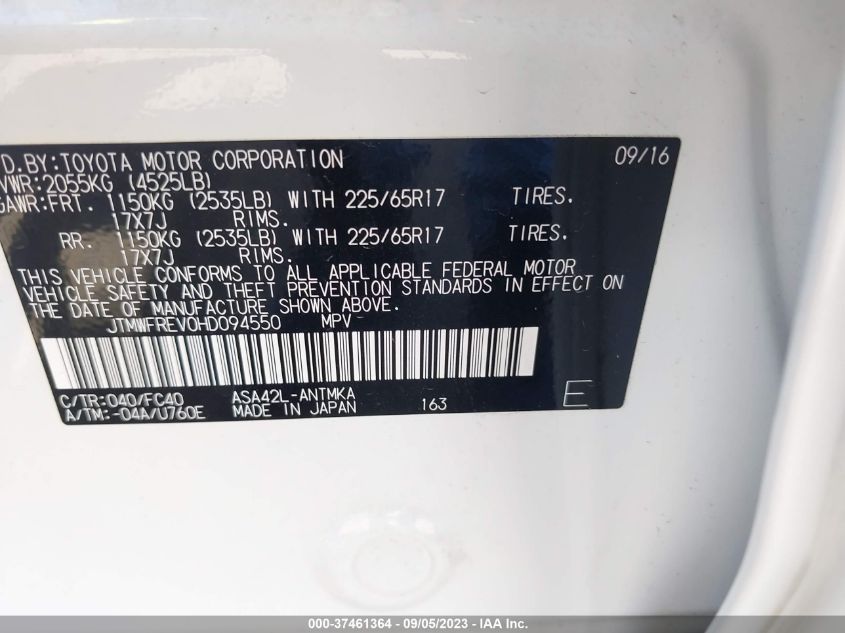 D.BY:TOYOTA MOTOR CORPORATION 09/16
VWR:2055KG (4525LB)
GAWR:FRT. 1150KG (2535LB) WITH 225/65R17 TIRES.
17X7J RIMS.
RR. 1150KG (2535LB) WITH 225/65R17 TIRES.
17X7J RIMS.
THIS VEHICLE CONFORMS TO ALL APPLICABLE FEDERAL MOTOR
VEHICLE SAFETY AND THEFT PREVENTION STANDARDS IN EFFECT ON
THE DATE OF MANUFACTURE SHOWN ABOVE.
JTMWFREV0HD094550 MPV
C/TR:040/FC40 ASA42L-ANTMKA
A/TM:-04A/U760E MADE IN JAPAN 163 E
000-37461364 - 09/05/2023 - IAA Inc.